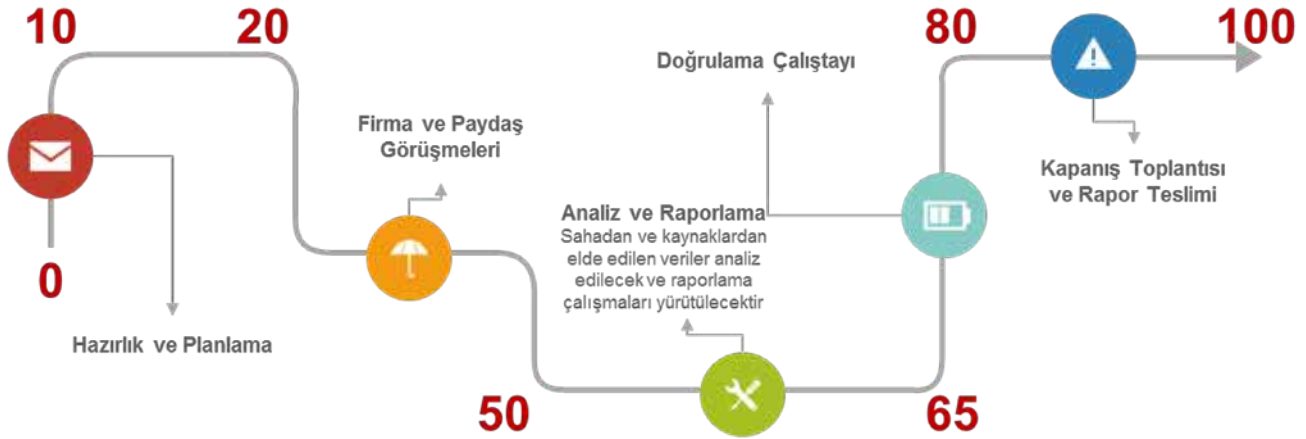 10
20
80
100
Doğrulama Çalıştayı
Firma ve Paydaş
Görüşmeleri
Kapanış Toplantısı
ve Rapor Teslimi
Analiz ve Raporlama
Sahadan ve kaynaklardan
elde edilen veriler analiz
edilecek ve raporlama
çalışmaları yürütülecektir
0
Hazırlık ve Planlama
50
65